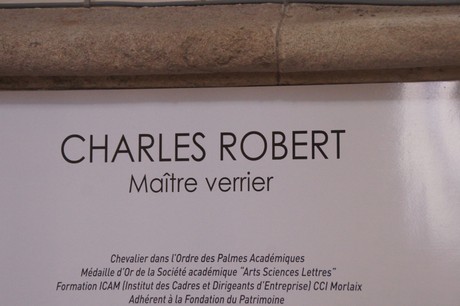 CHARLES ROBERT
Maître verrier
Chevalier dans l'Ordre des Palmes Académiques
Médaille d'Or de la Société académique "Arts Sciences Lettres"
Formation ICAM (Institut des Cadres et Dirigeants d'Entreprise) CCI Morlaix
Adhérent à la Fondation du Patrimoine